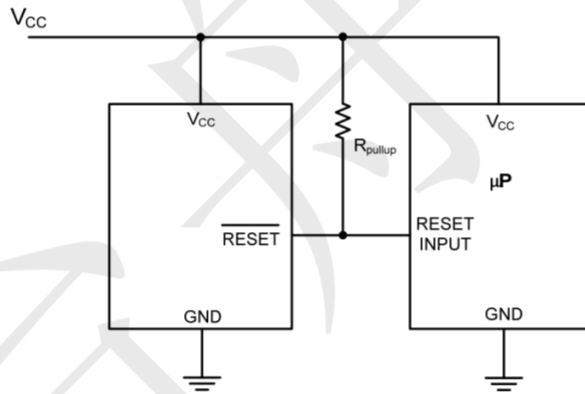 VCC
VCC
RESET
GND
Rpullup
VCC
μP
RESET
INPUT
GND